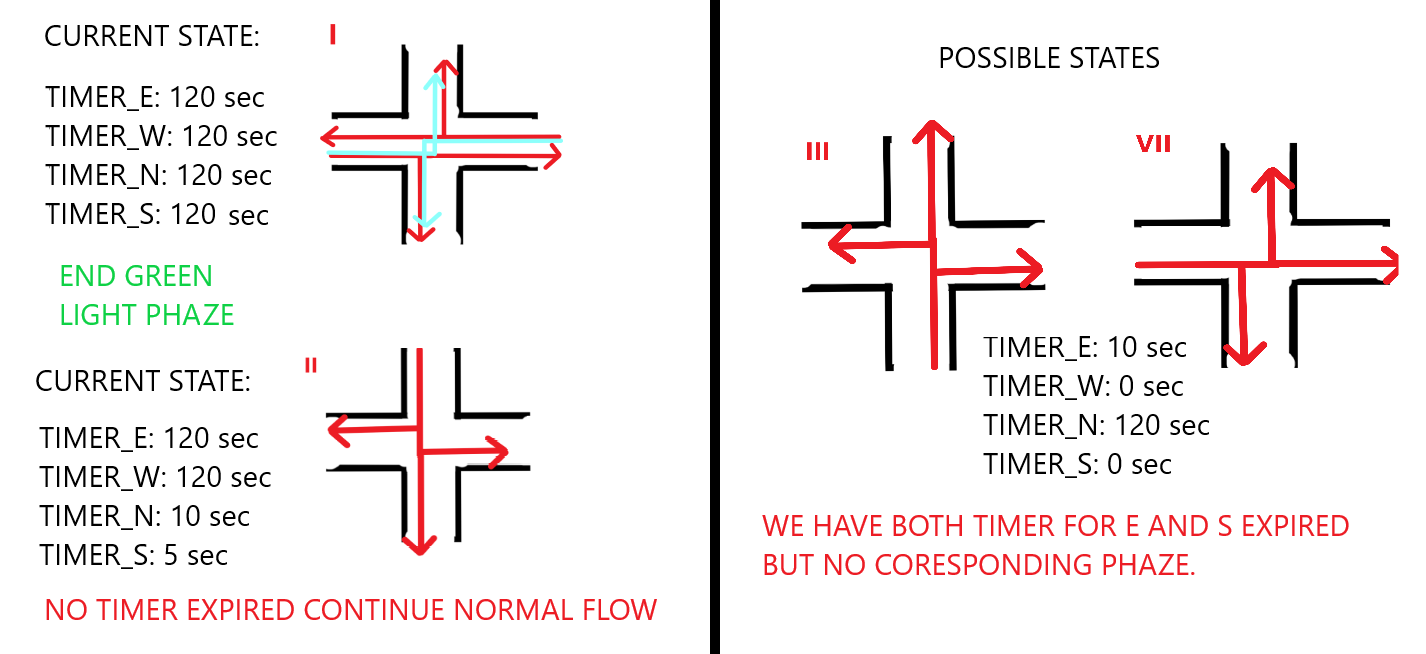 CURRENT STATE:
I
TIMER_E: 120 sec
TIMER_W: 120 sec
TIMER_N: 120 sec
TIMER_S: 120 sec
END GREEN
LIGHT PHAZE
CURRENT STATE:
II
TIMER_E: 120 sec
TIMER_W: 120 sec
TIMER_N: 10 sec
TIMER_S: 5 sec
NO TIMER EXPIRED CONTINUE NORMAL FLOW
POSSIBLE STATES
III
VII
TIMER_E: 10 sec
TIMER_W: 0 sec
TIMER_N: 120 sec
TIMER_S: 0 sec
WE HAVE BOTH TIMER FOR E AND S EXPIRED
BUT NO CORESPONDING PHAZE.